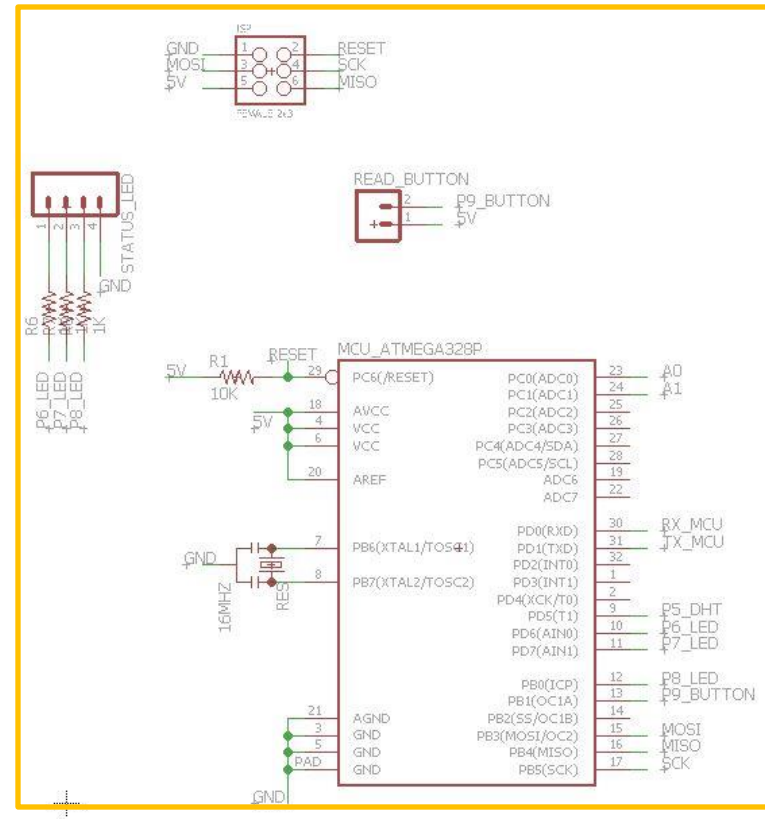 ISP
GND 1 2 RESET
MOSI 3 4 SCK
5V 5 6 MISO
FEMALE 2x3
READ_BUTTON
2 P9_BUTTON
1 5V
STATUS_LED
1 2 3 4
GND
R6
1K
P6_LED
P7_LED
P8_LED
MCU_ATMEGA328P
RESET
5V R1 29 PC6(/RESET)
10K
18 AVCC
5V 4 VCC
6 VCC
20 AREF
GND 7 PB6(XTAL1/TOSC1)
8 PB7(XTAL2/TOSC2)
16MHZ
RES
21 AGND
3 GND
5 GND
PAD GND
GND
PC0(ADC0) 23 A0
PC1(ADC1) 24 A1
PC2(ADC2) 25
PC3(ADC3) 26
PC4(ADC4/SDA) 27
PC5(ADC5/SCL) 28
ADC6 19
ADC7 22
PD0(RXD) 30 RX_MCU
PD1(TXD) 31 TX_MCU
PD2(INT0) 32
PD3(INT1) 1
PD4(XCK/T0) 2
PD5(T1) 9 P5_DHT
PD6(AIN0) 10 P6_LED
PD7(AIN1) 11 P7_LED
PB0(ICP) 12 P8_LED
PB1(OC1A) 13 P9_BUTTON
PB2(SS/OC1B) 14
PB3(MOSI/OC2) 15 MOSI
PB4(MISO) 16 MISO
PB5(SCK) 17 SCK